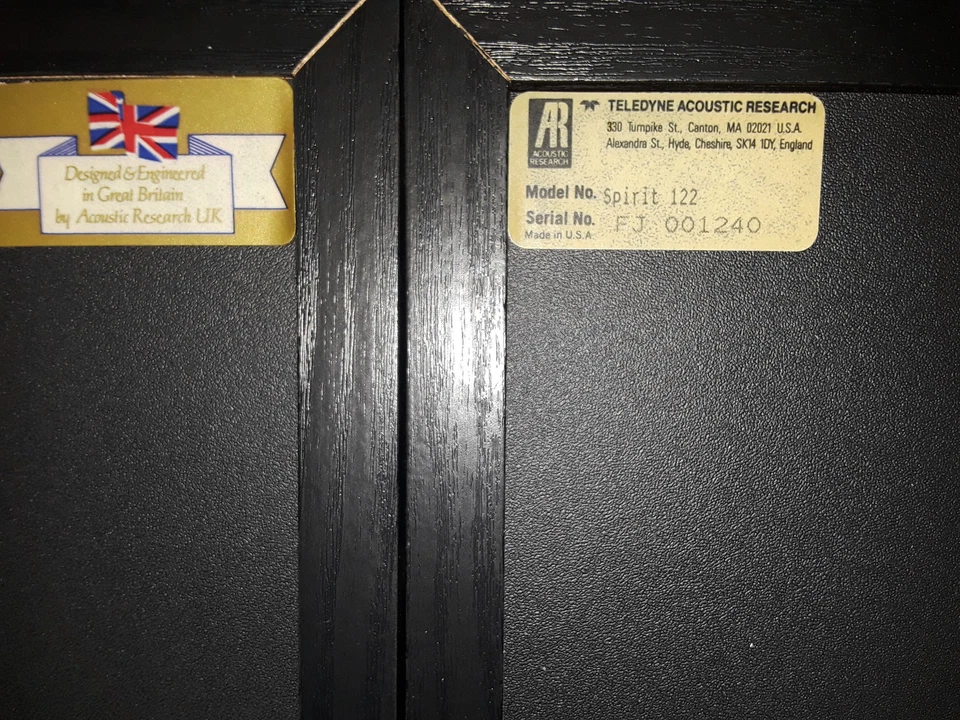 Designed & Engineered
in Great Britain
by Acoustic Research UK
AR
ACOUSTIC
RESEARCH
TELEDYNE ACOUSTIC RESEARCH
330 Turnpike St., Canton, MA 02021 U.S.A.
Alexandra St., Hyde, Cheshire, SK14 1DY, England
Model No. Spirit 122
Serial No. FJ 001240
Made in U.S.A.